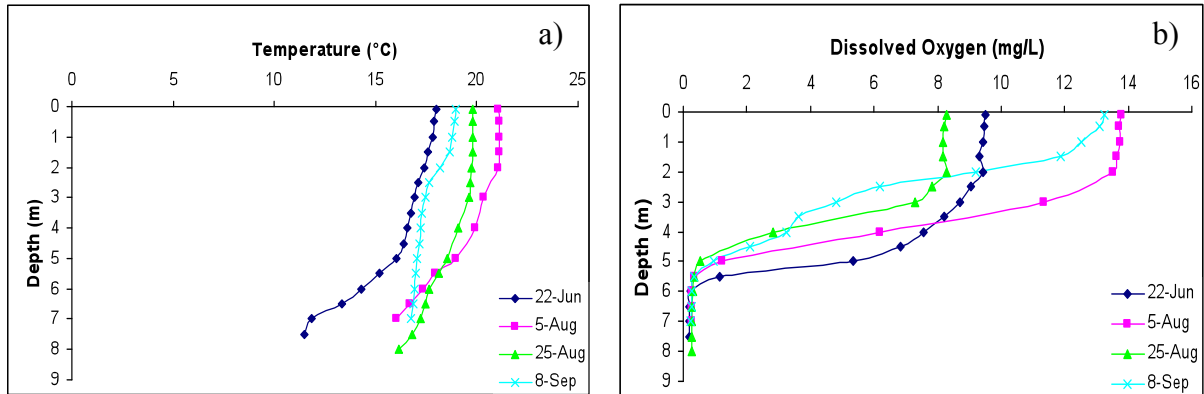 a)
Temperature (°C)
0 5 10 15 20 25
0
1
2
3
4
5
6
7
8
9
Depth (m)
22-Jun
5-Aug
25-Aug
8-Sep
b)
Dissolved Oxygen (mg/L)
0 2 4 6 8 10 12 14 16
0
1
2
3
4
5
6
7
8
9
Depth (m)
22-Jun
5-Aug
25-Aug
8-Sep